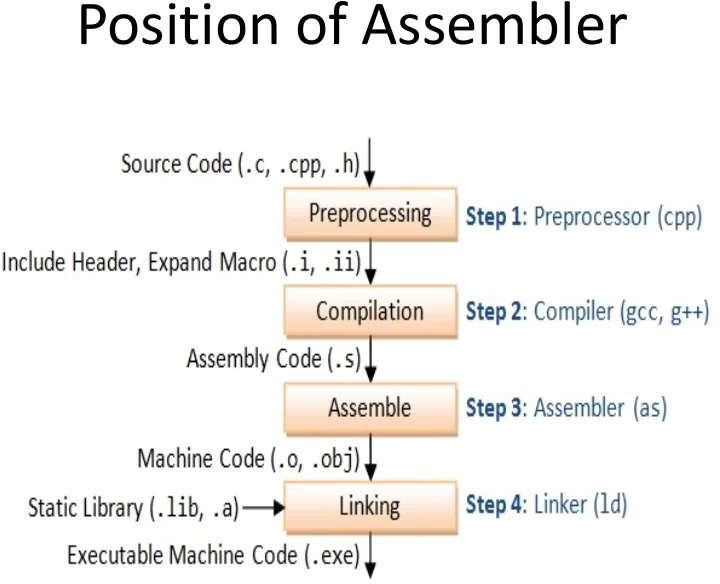 Position of Assembler
Source Code (.c, .cpp, .h)
Preprocessing
Step 1: Preprocessor (cpp)
Include Header, Expand Macro (.i, .ii)
Compilation
Step 2: Compiler (gcc, g++)
Assembly Code (.s)
Assemble
Step 3: Assembler (as)
Machine Code (.o, .obj)
Static Library (.lib, .a)
Linking
Step 4: Linker (ld)
Executable Machine Code (.exe)